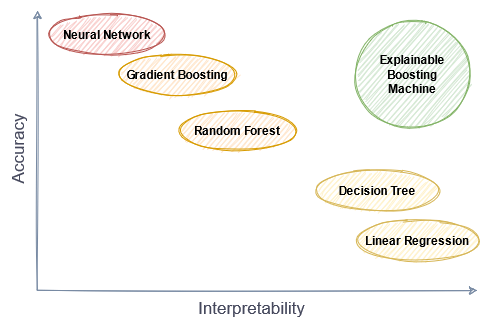 Neural Network
Gradient Boosting
Random Forest
Explainable
Boosting
Machine
Decision Tree
Linear Regression
Accuracy
Interpretability